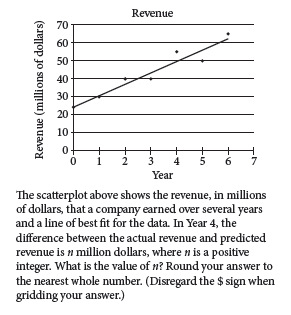 Revenue
Revenue (millions of dollars)
70
60
50
40
30
20
10
0
0 1 2 3 4 5 6 7
Year
The scatterplot above shows the revenue, in millions
of dollars, that a company earned over several years
and a line of best fit for the data. In Year 4, the
difference between the actual revenue and predicted
revenue is n million dollars, where n is a positive
integer. What is the value of n? Round your answer to
the nearest whole number. (Disregard the $ sign when
gridding your answer.)